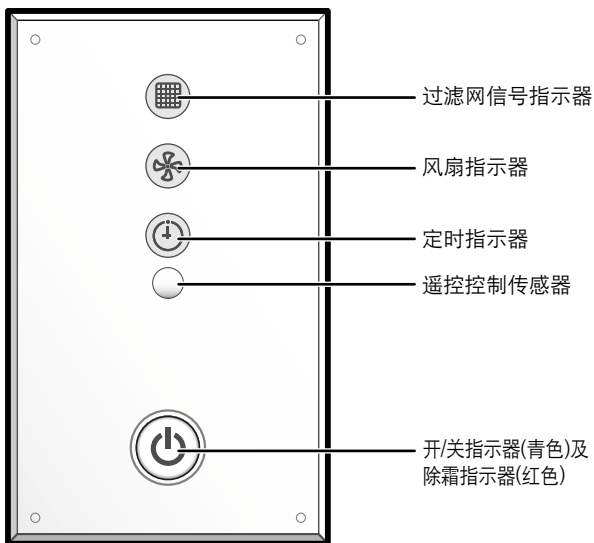 过滤网信号指示器
风扇指示器
定时指示器
遥控控制传感器
开/关指示器(青色)及
除霜指示器(红色)